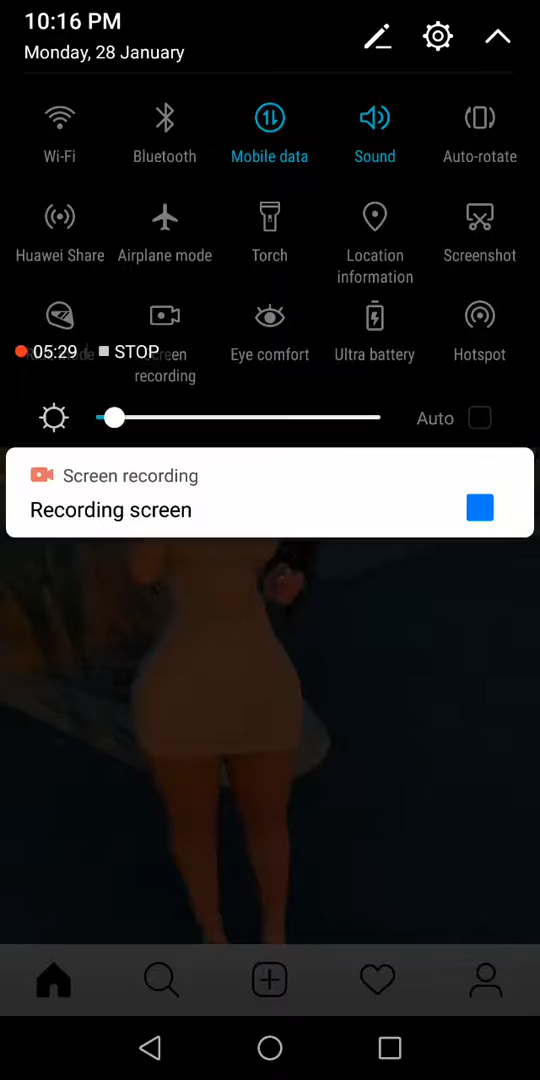 10:16 PM
Monday, 28 January
Wi-Fi
Bluetooth
Mobile data
Sound
Auto-rotate
Huawei Share
Airplane mode
Torch
Location
information
Screenshot
05:29
STOP
Screen
recording
Eye comfort
Ultra battery
Hotspot
Auto
Screen recording
Recording screen